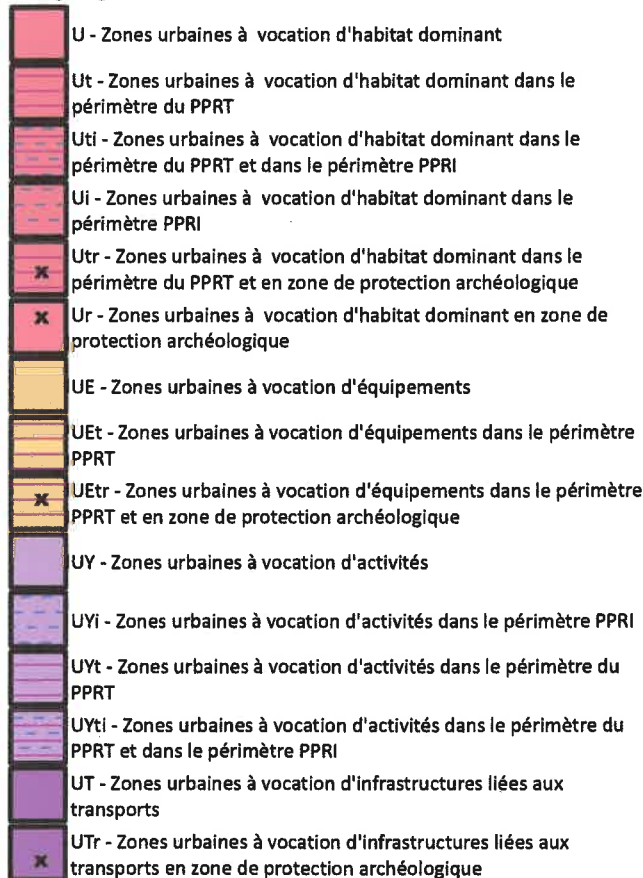 U - Zones urbaines à vocation d'habitat dominant
Ut - Zones urbaines à vocation d'habitat dominant dans le
périmètre du PPRT
Uti - Zones urbaines à vocation d'habitat dominant dans le
périmètre du PPRT et dans le périmètre PPRI
Ui - Zones urbaines à vocation d'habitat dominant dans le
périmètre PPRI
Utr - Zones urbaines à vocation d'habitat dominant dans le
périmètre du PPRT et en zone de protection archéologique
Ur - Zones urbaines à vocation d'habitat dominant en zone de
protection archéologique
UE - Zones urbaines à vocation d'équipements
UEt - Zones urbaines à vocation d'équipements dans le périmètre
PPRT
UEtr - Zones urbaines à vocation d'équipements dans le périmètre
PPRT et en zone de protection archéologique
UY - Zones urbaines à vocation d'activités
UYi - Zones urbaines à vocation d'activités dans le périmètre PPRI
UYt - Zones urbaines à vocation d'activités dans le périmètre du
PPRT
UYti - Zones urbaines à vocation d'activités dans le périmètre du
PPRT et dans le périmètre PPRI
UT - Zones urbaines à vocation d'infrastructures liées aux
transports
UTr - Zones urbaines à vocation d'infrastructures liées aux
transports en zone de protection archéologique